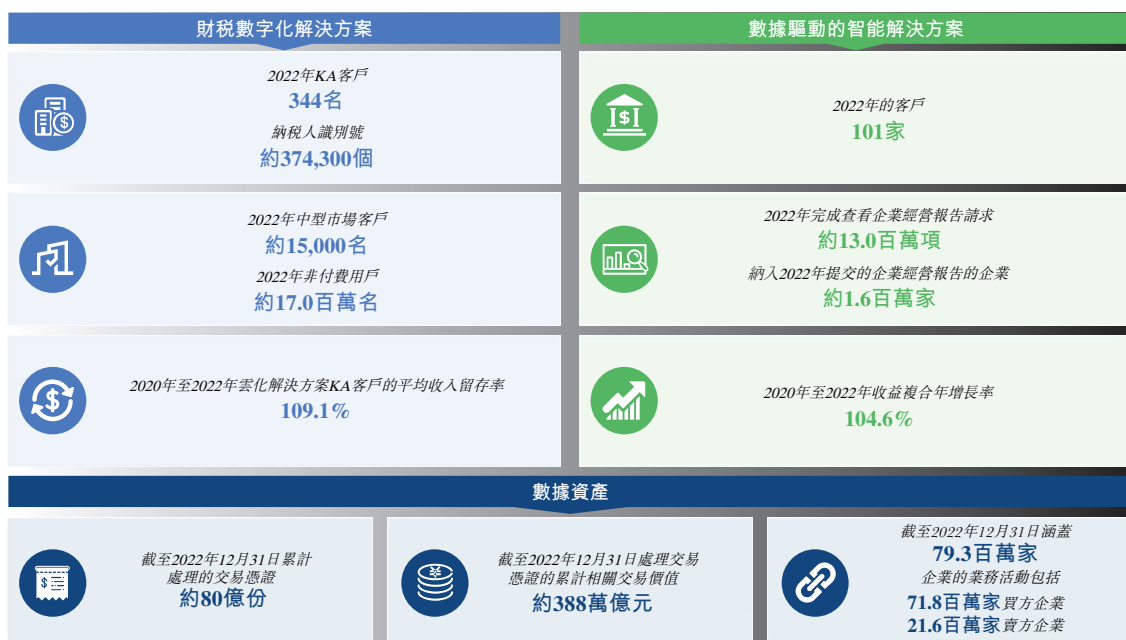 財税數字化解決方案
2022年KA客戶
344名
納税人識別號
約374,300個
2022年中型市場客戶
約15,000名
2022年非付費用戶
約17.0百萬名
2020年至2022年雲化解決方案KA客戶的平均收入留存率
109.1%
數據驅動的智能解決方案
2022年的客戶
101家
2022年完成查看企業經營報告請求
約13.0百萬項
納入2022年提交的企業經營報告的企業
約1.6百萬家
2020年至2022年收益複合年增長率
104.6%
數據資產
截至2022年12月31日累計
處理的交易憑證
約80億份
截至2022年12月31日處理交易
憑證的累計相關交易價值
約388萬億元
截至2022年12月31日涵蓋
79.3百萬家
企業的業務活動包括
71.8百萬家買方企業
21.6百萬家賣方企業